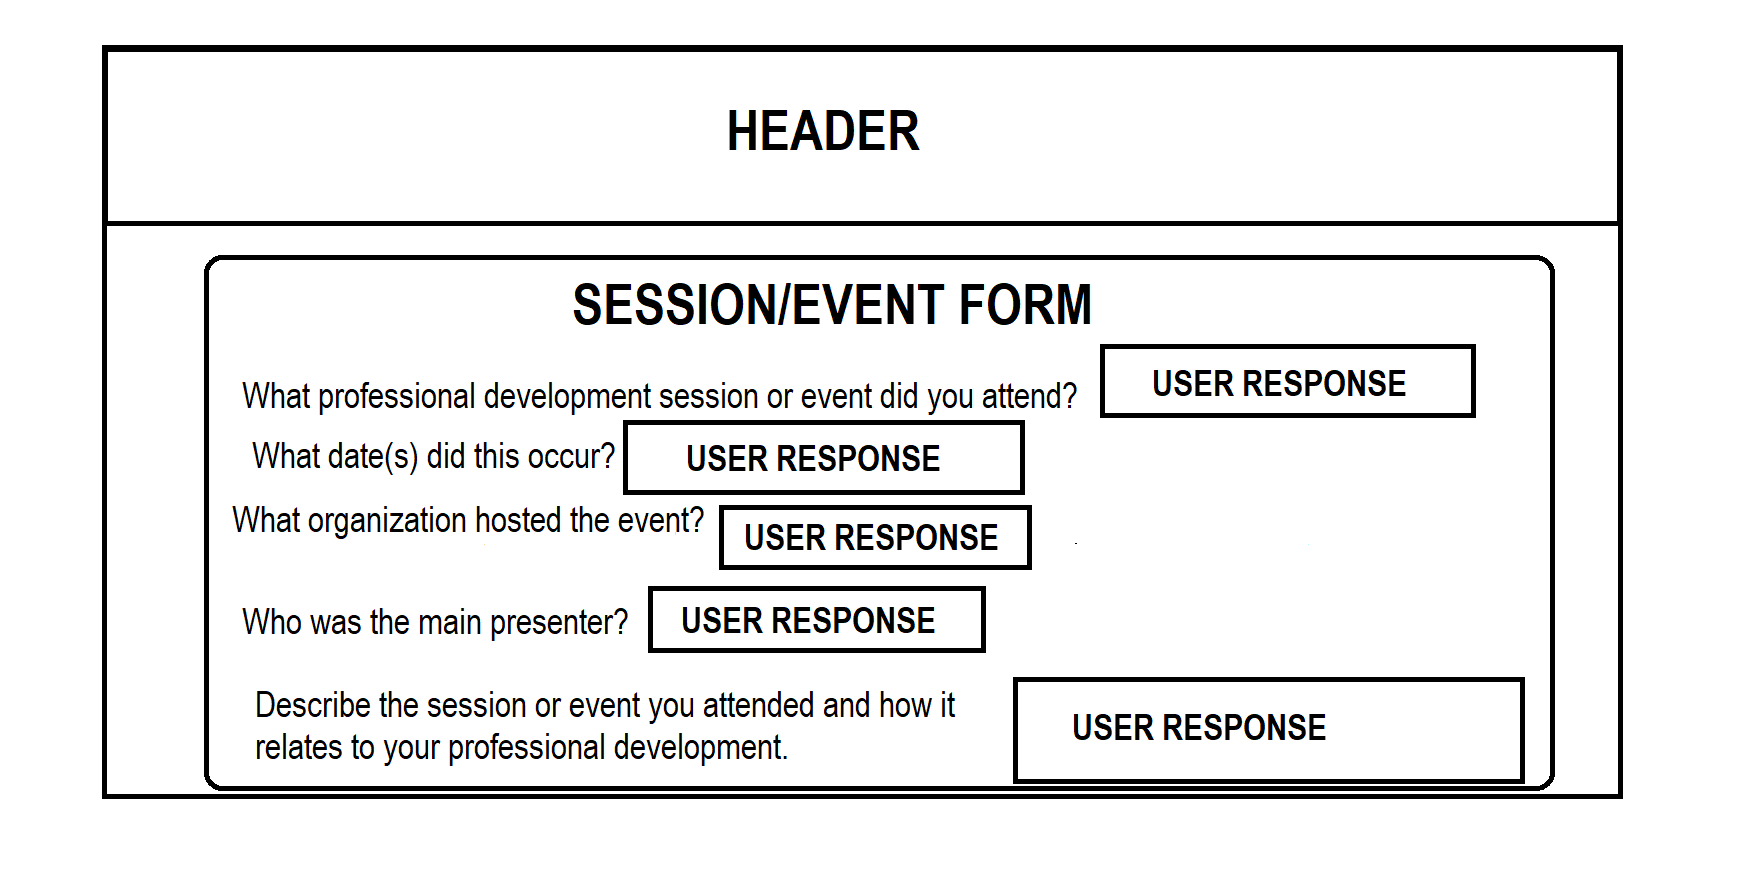 HEADER
SESSION/EVENT FORM
What professional development session or event did you attend? USER RESPONSE
What date(s) did this occur? USER RESPONSE
What organization hosted the event? USER RESPONSE
Who was the main presenter? USER RESPONSE
Describe the session or event you attended and how it
relates to your professional development.
USER RESPONSE